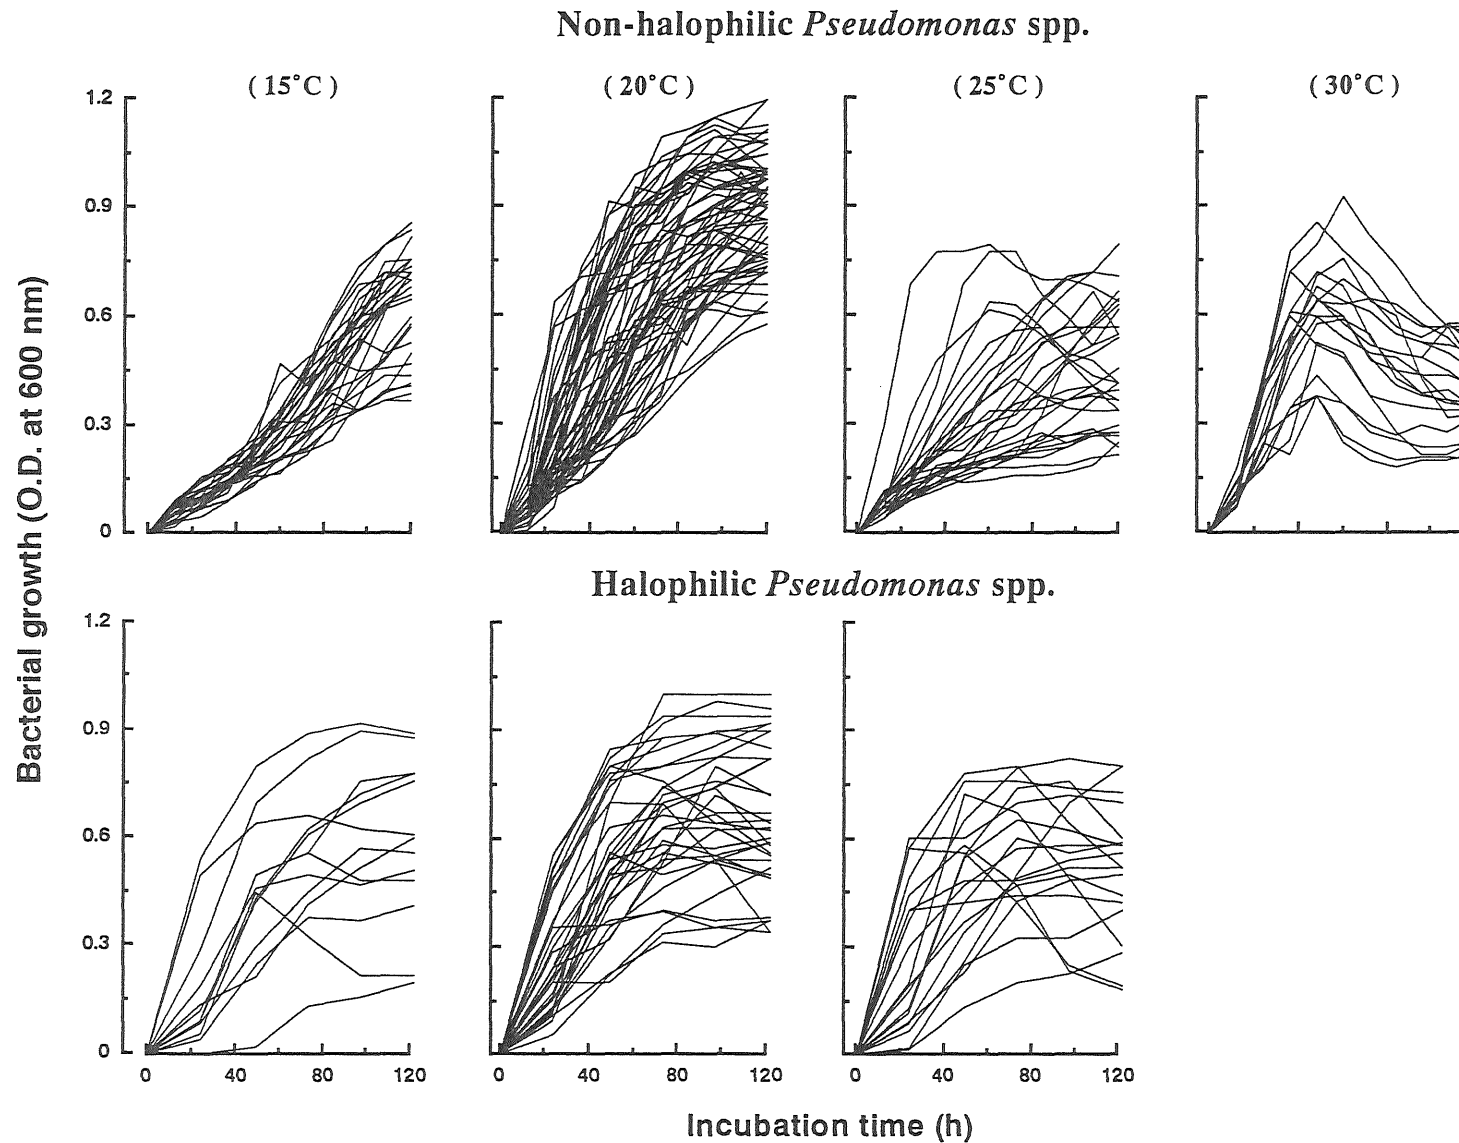 Non-halophilic Pseudomonas spp.
( 15°C ) ( 20°C ) ( 25°C ) ( 30°C )
1.2
0.9
0.6
0.3
0
Halophilic Pseudomonas spp.
1.2
0.9
0.6
0.3
0
0 40 80 120 0 40 80 120 0 40 80 120
Bacterial growth (O.D. at 600 nm)
Incubation time (h)